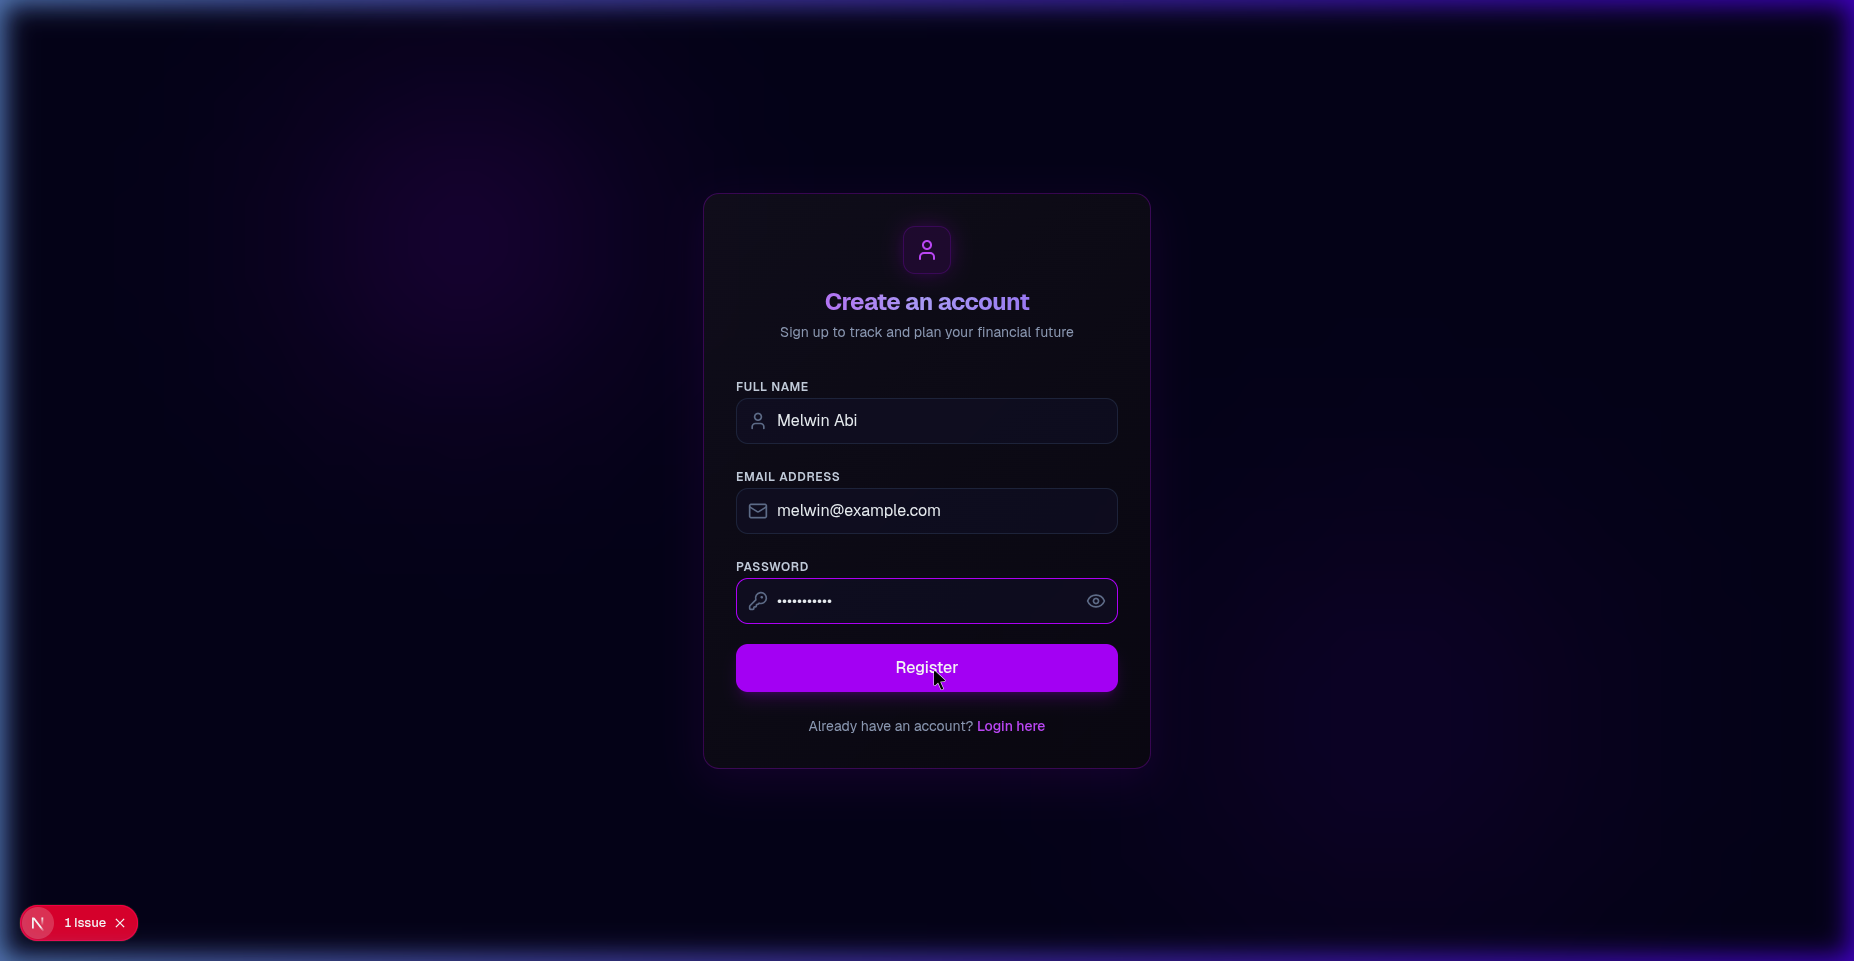 Create an account
Sign up to track and plan your financial future
FULL NAME
Melwin Abi
EMAIL ADDRESS
melwin@example.com
PASSWORD
•••••••••••
Register
Already have an account? Login here
N 1 Issue